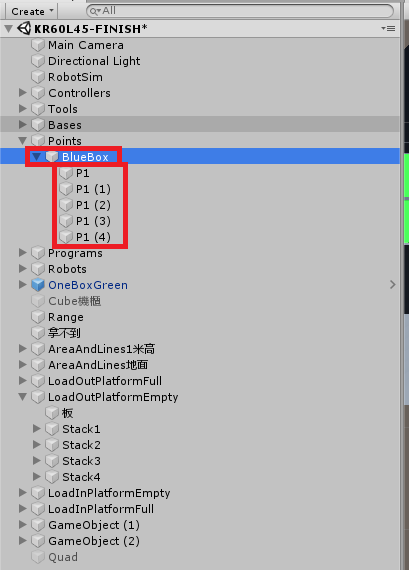 Create
All
KR60L45-FINISH*
Main Camera
Directional Light
RobotSim
Controllers
Tools
Bases
Points
BlueBox
P1
P1 (1)
P1 (2)
P1 (3)
P1 (4)
Programs
Robots
OneBoxGreen
Cube機櫃
Range
拿不到
AreaAndLines1米高
AreaAndLines地面
LoadOutPlatformFull
LoadOutPlatformEmpty
板
Stack1
Stack2
Stack3
Stack4
LoadInPlatformEmpty
LoadInPlatformFull
GameObject (1)
GameObject (2)
Quad